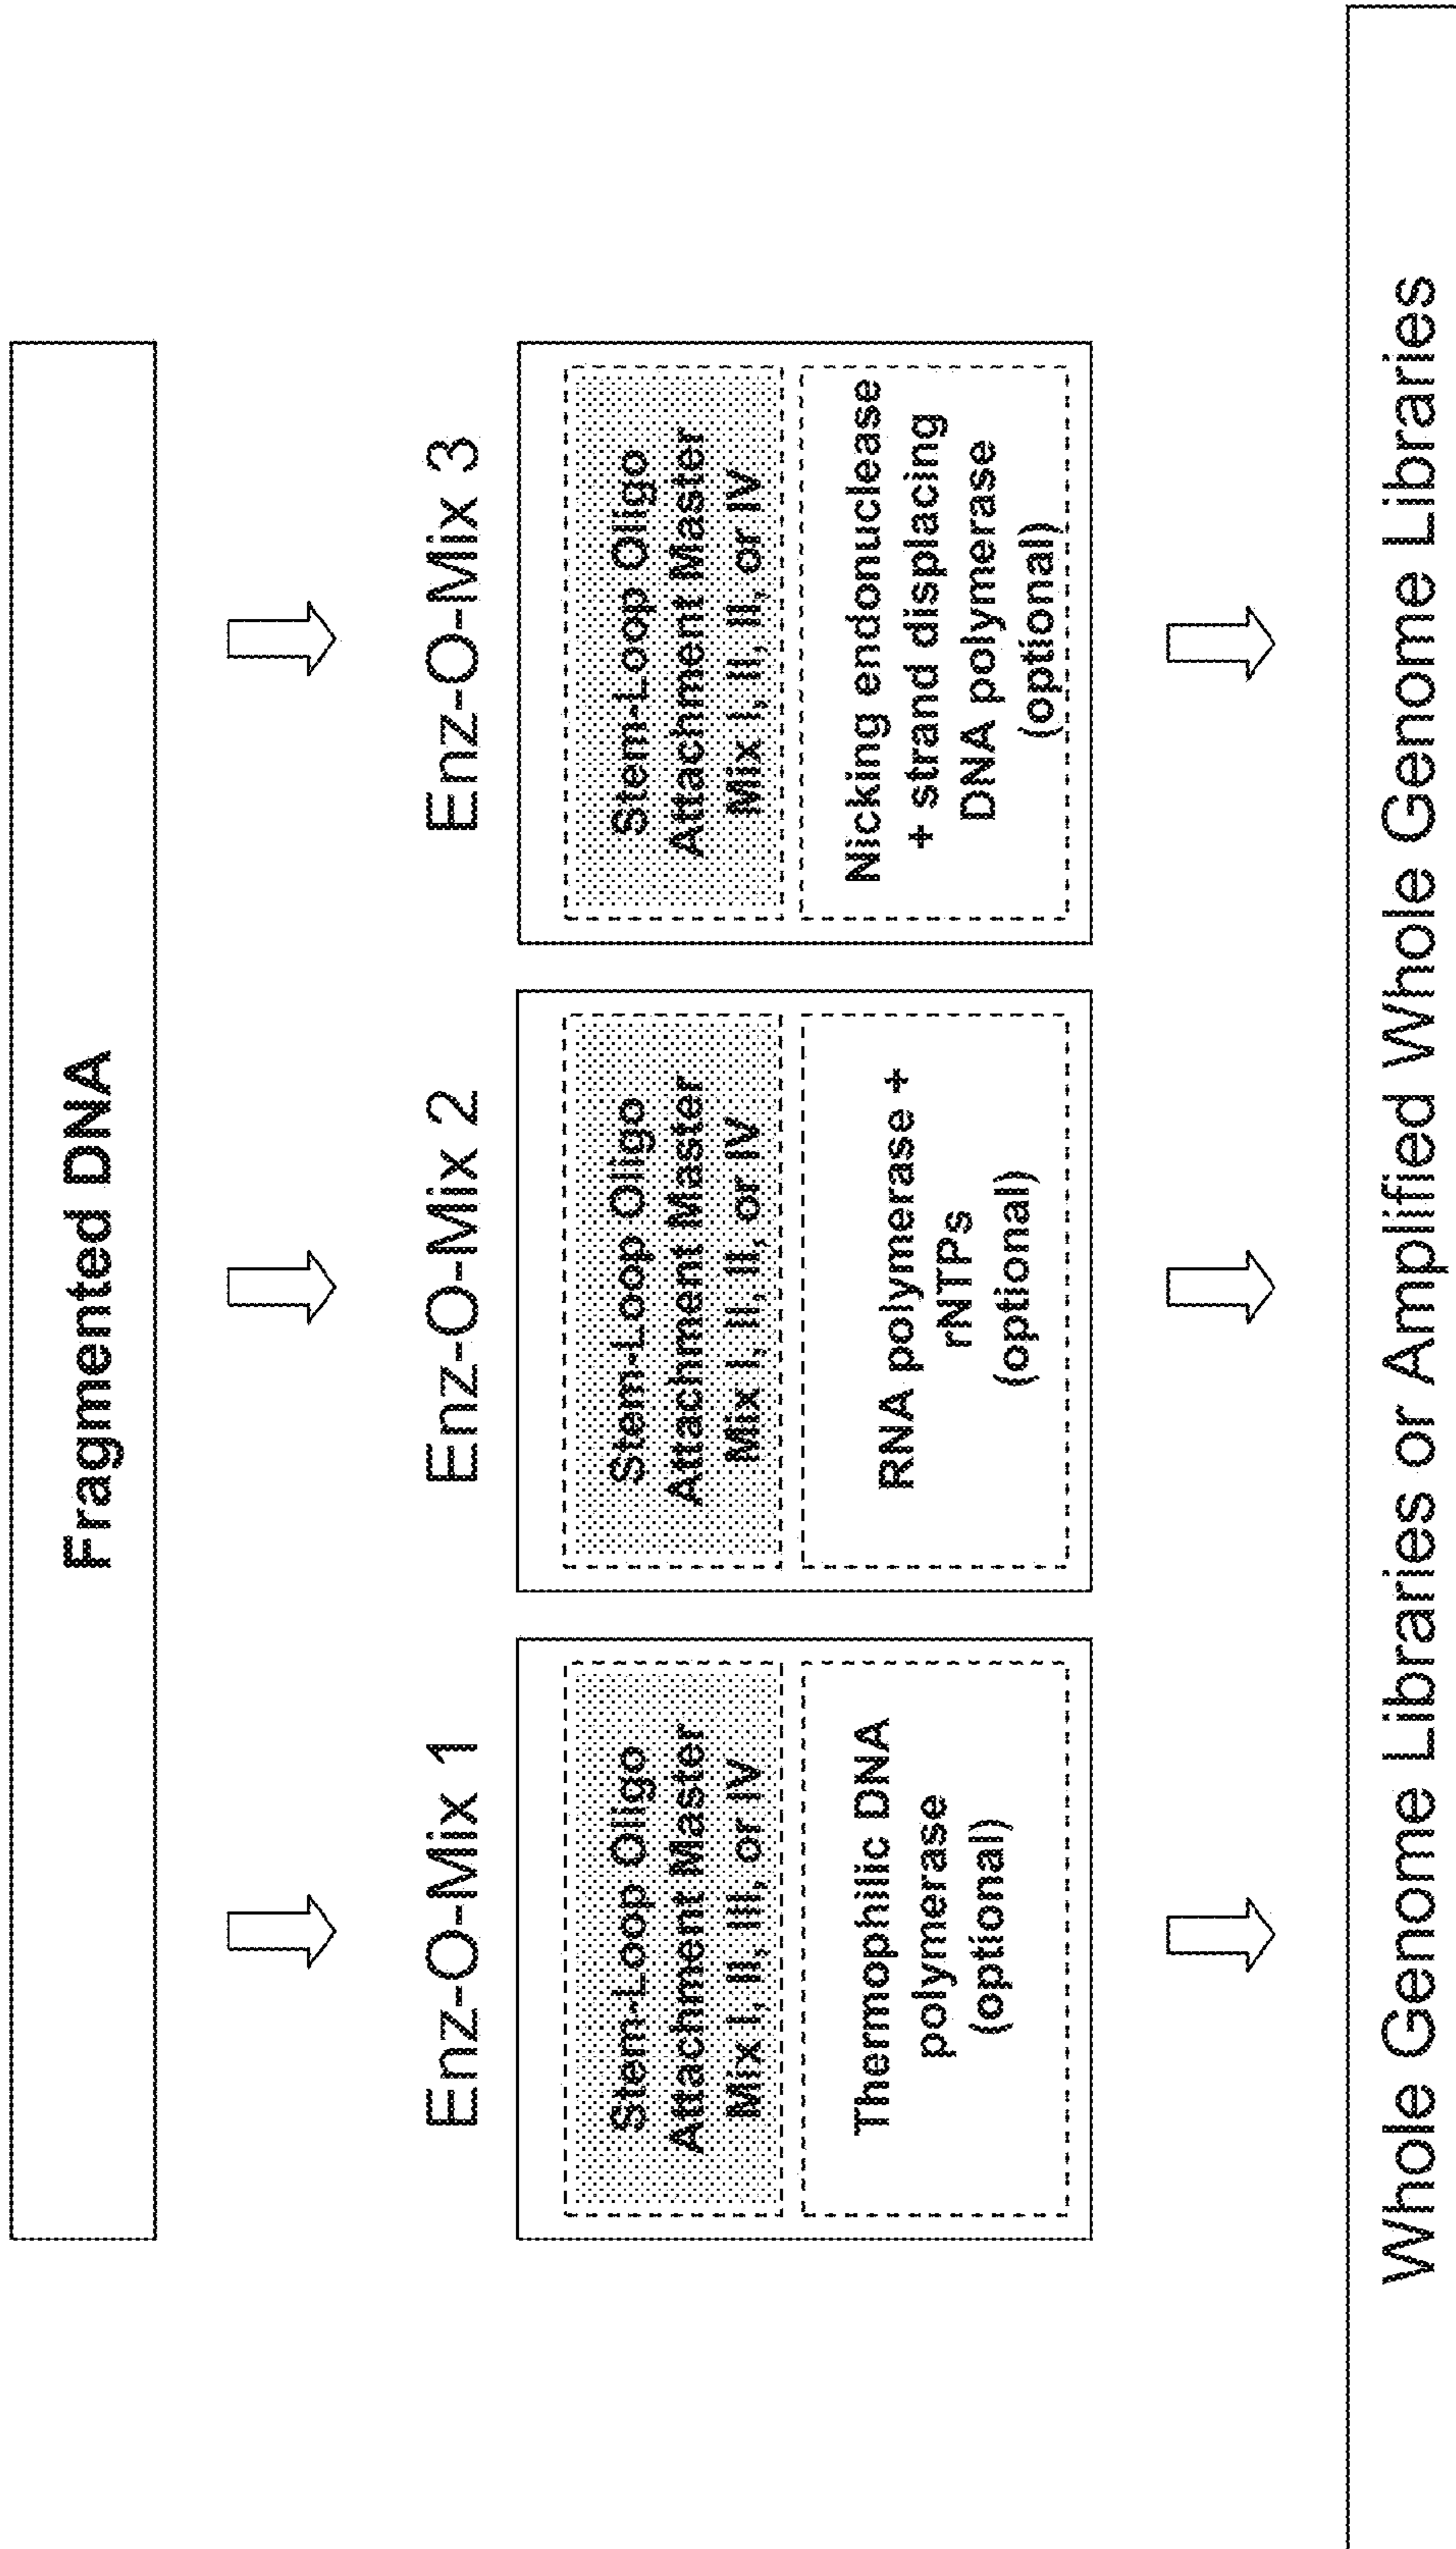 Fragmented DNA
Enz-O-Mix 1
Stem-Loop Oligo
Attachment Master
Mix I, II, III, or IV
Thermophilic DNA
polymerase
(optional)
Enz-O-Mix 2
Stem-Loop Oligo
Attachment Master
Mix I, II, II, or IV
RNA polymerase +
rNTPs
(optional)
Enz-O-Mix 3
Stem-Loop Oligo
Attachment Master
Mix I, II, II, or IV
Nicking endonuclease
+ strand displacing
DNA polymerase
(optional)
Whole Genome Libraries or Amplified Whole Genome Libraries